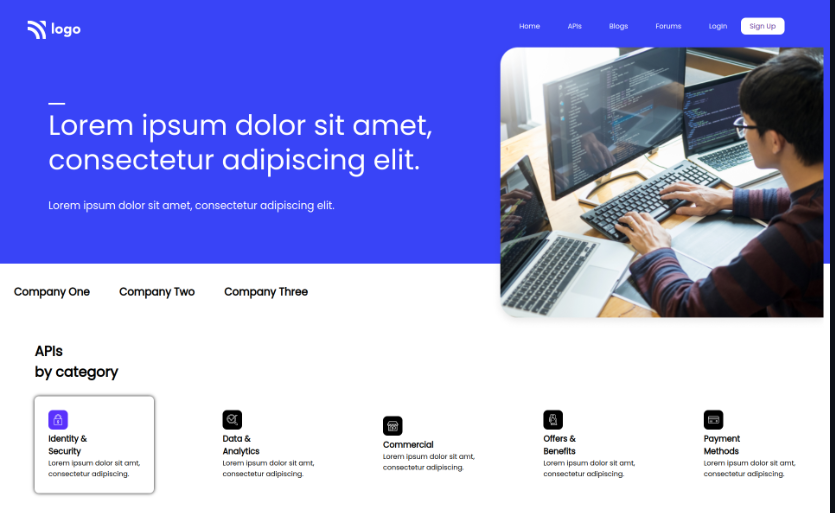 logo
Home APIs Blogs Forums Login Sign Up
Lorem ipsum dolor sit amet,
consectetur adipiscing elit.
Lorem ipsum dolor sit amet, consectetur adipiscing elit.
Company One Company Two Company Three
APIs
by category
Identity &
Security
Lorem ipsum dolor sit amt,
consectetur adipiscing.
Data &
Analytics
Lorem ipsum dolor sit amt,
consectetur adipiscing.
Commercial
Lorem ipsum dolor sit amt,
consectetur adipiscing.
Offers &
Benefits
Lorem ipsum dolor sit amt,
consectetur adipiscing.
Payment
Methods
Lorem ipsum dolor sit amt,
consectetur adipiscing.